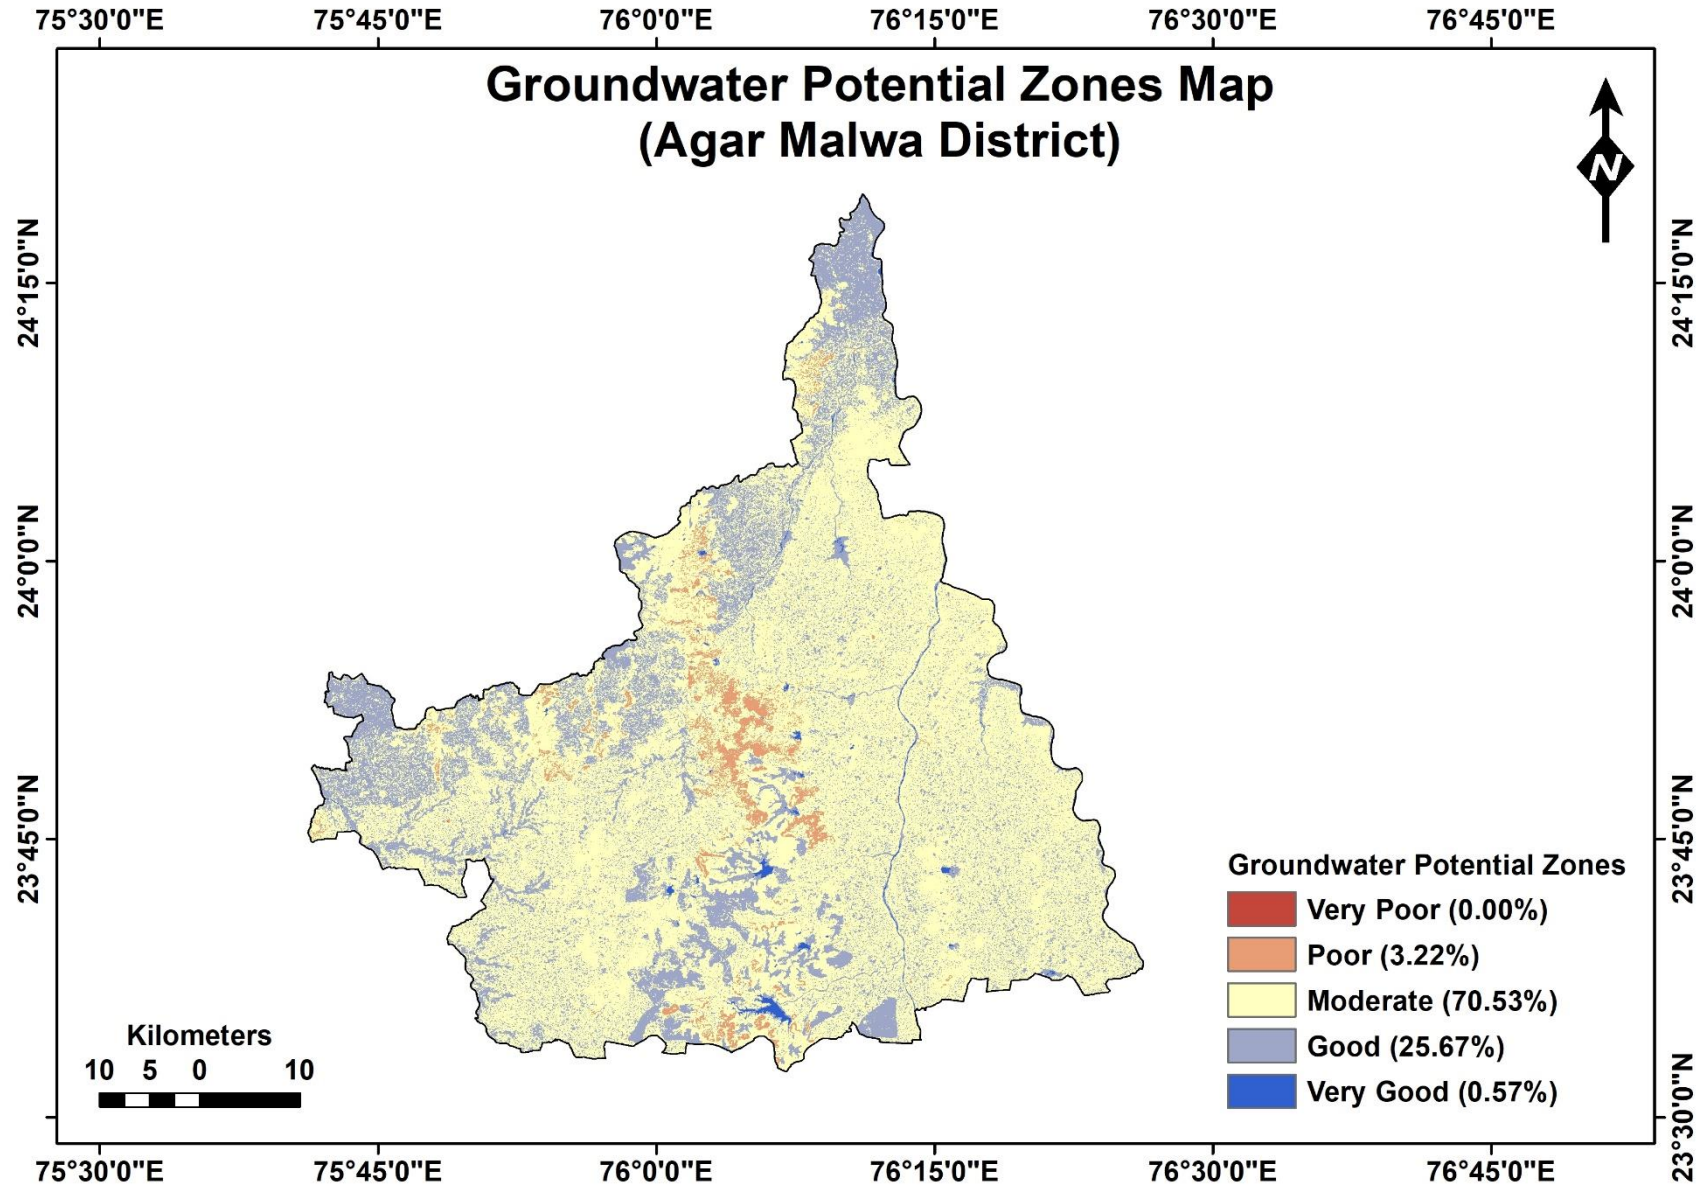 75°30'0"E 75°45'0"E 76°0'0"E 76°15'0"E 76°30'0"E 76°45'0"E
Groundwater Potential Zones Map
(Agar Malwa District)
N
24°15'0"N 24°15'0"N
24°0'0"N 24°0'0"N
23°45'0"N 23°45'0"N
23°30'0"N
Groundwater Potential Zones
Very Poor (0.00%)
Poor (3.22%)
Moderate (70.53%)
Good (25.67%)
Very Good (0.57%)
Kilometers
10 5 0 10
75°30'0"E 75°45'0"E 76°0'0"E 76°15'0"E 76°30'0"E 76°45'0"E